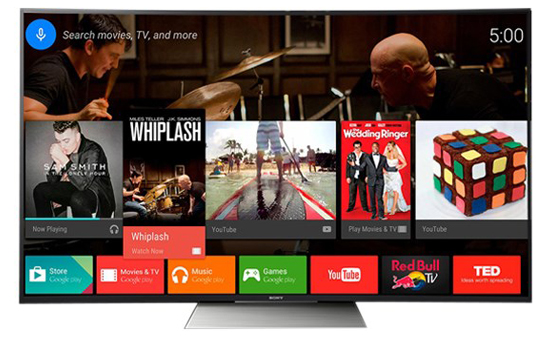 Search movies, TV, and more
5:00
SAM SMITH
IN THE LONELY HOUR
Now Playing
MILES TELLER J.K. SIMMONS
WHIPLASH
Whiplash
Watch Now
YouTube
THE
Wedding Ringer
Play Movies & TV
YouTube
Store
Google play
Movies & TV
Google play
Music
Google play
Games
Google play
YouTube
Red Bull
TV
TED
Ideas worth spreading
SONY